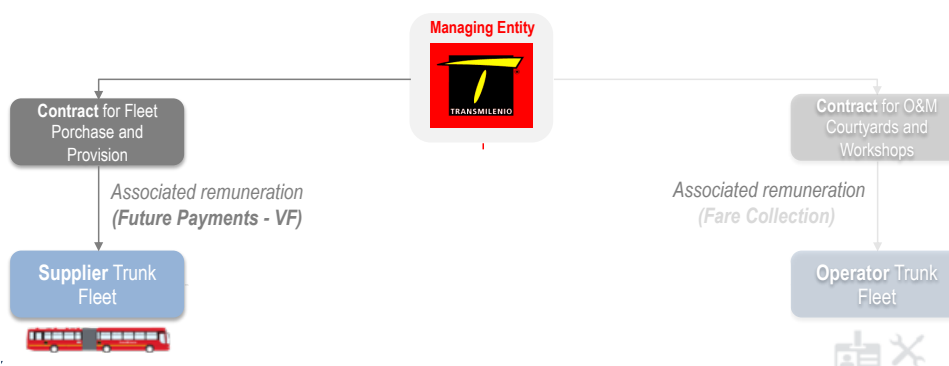 Managing Entity
TRANSMILENIO
Contract for Fleet
Porchase and
Provision
Contract for O&M
Courtyards and
Workshops
Associated remuneration
(Future Payments - VF)
Associated remuneration
(Fare Collection)
Supplier Trunk
Fleet
Operator Trunk
Fleet